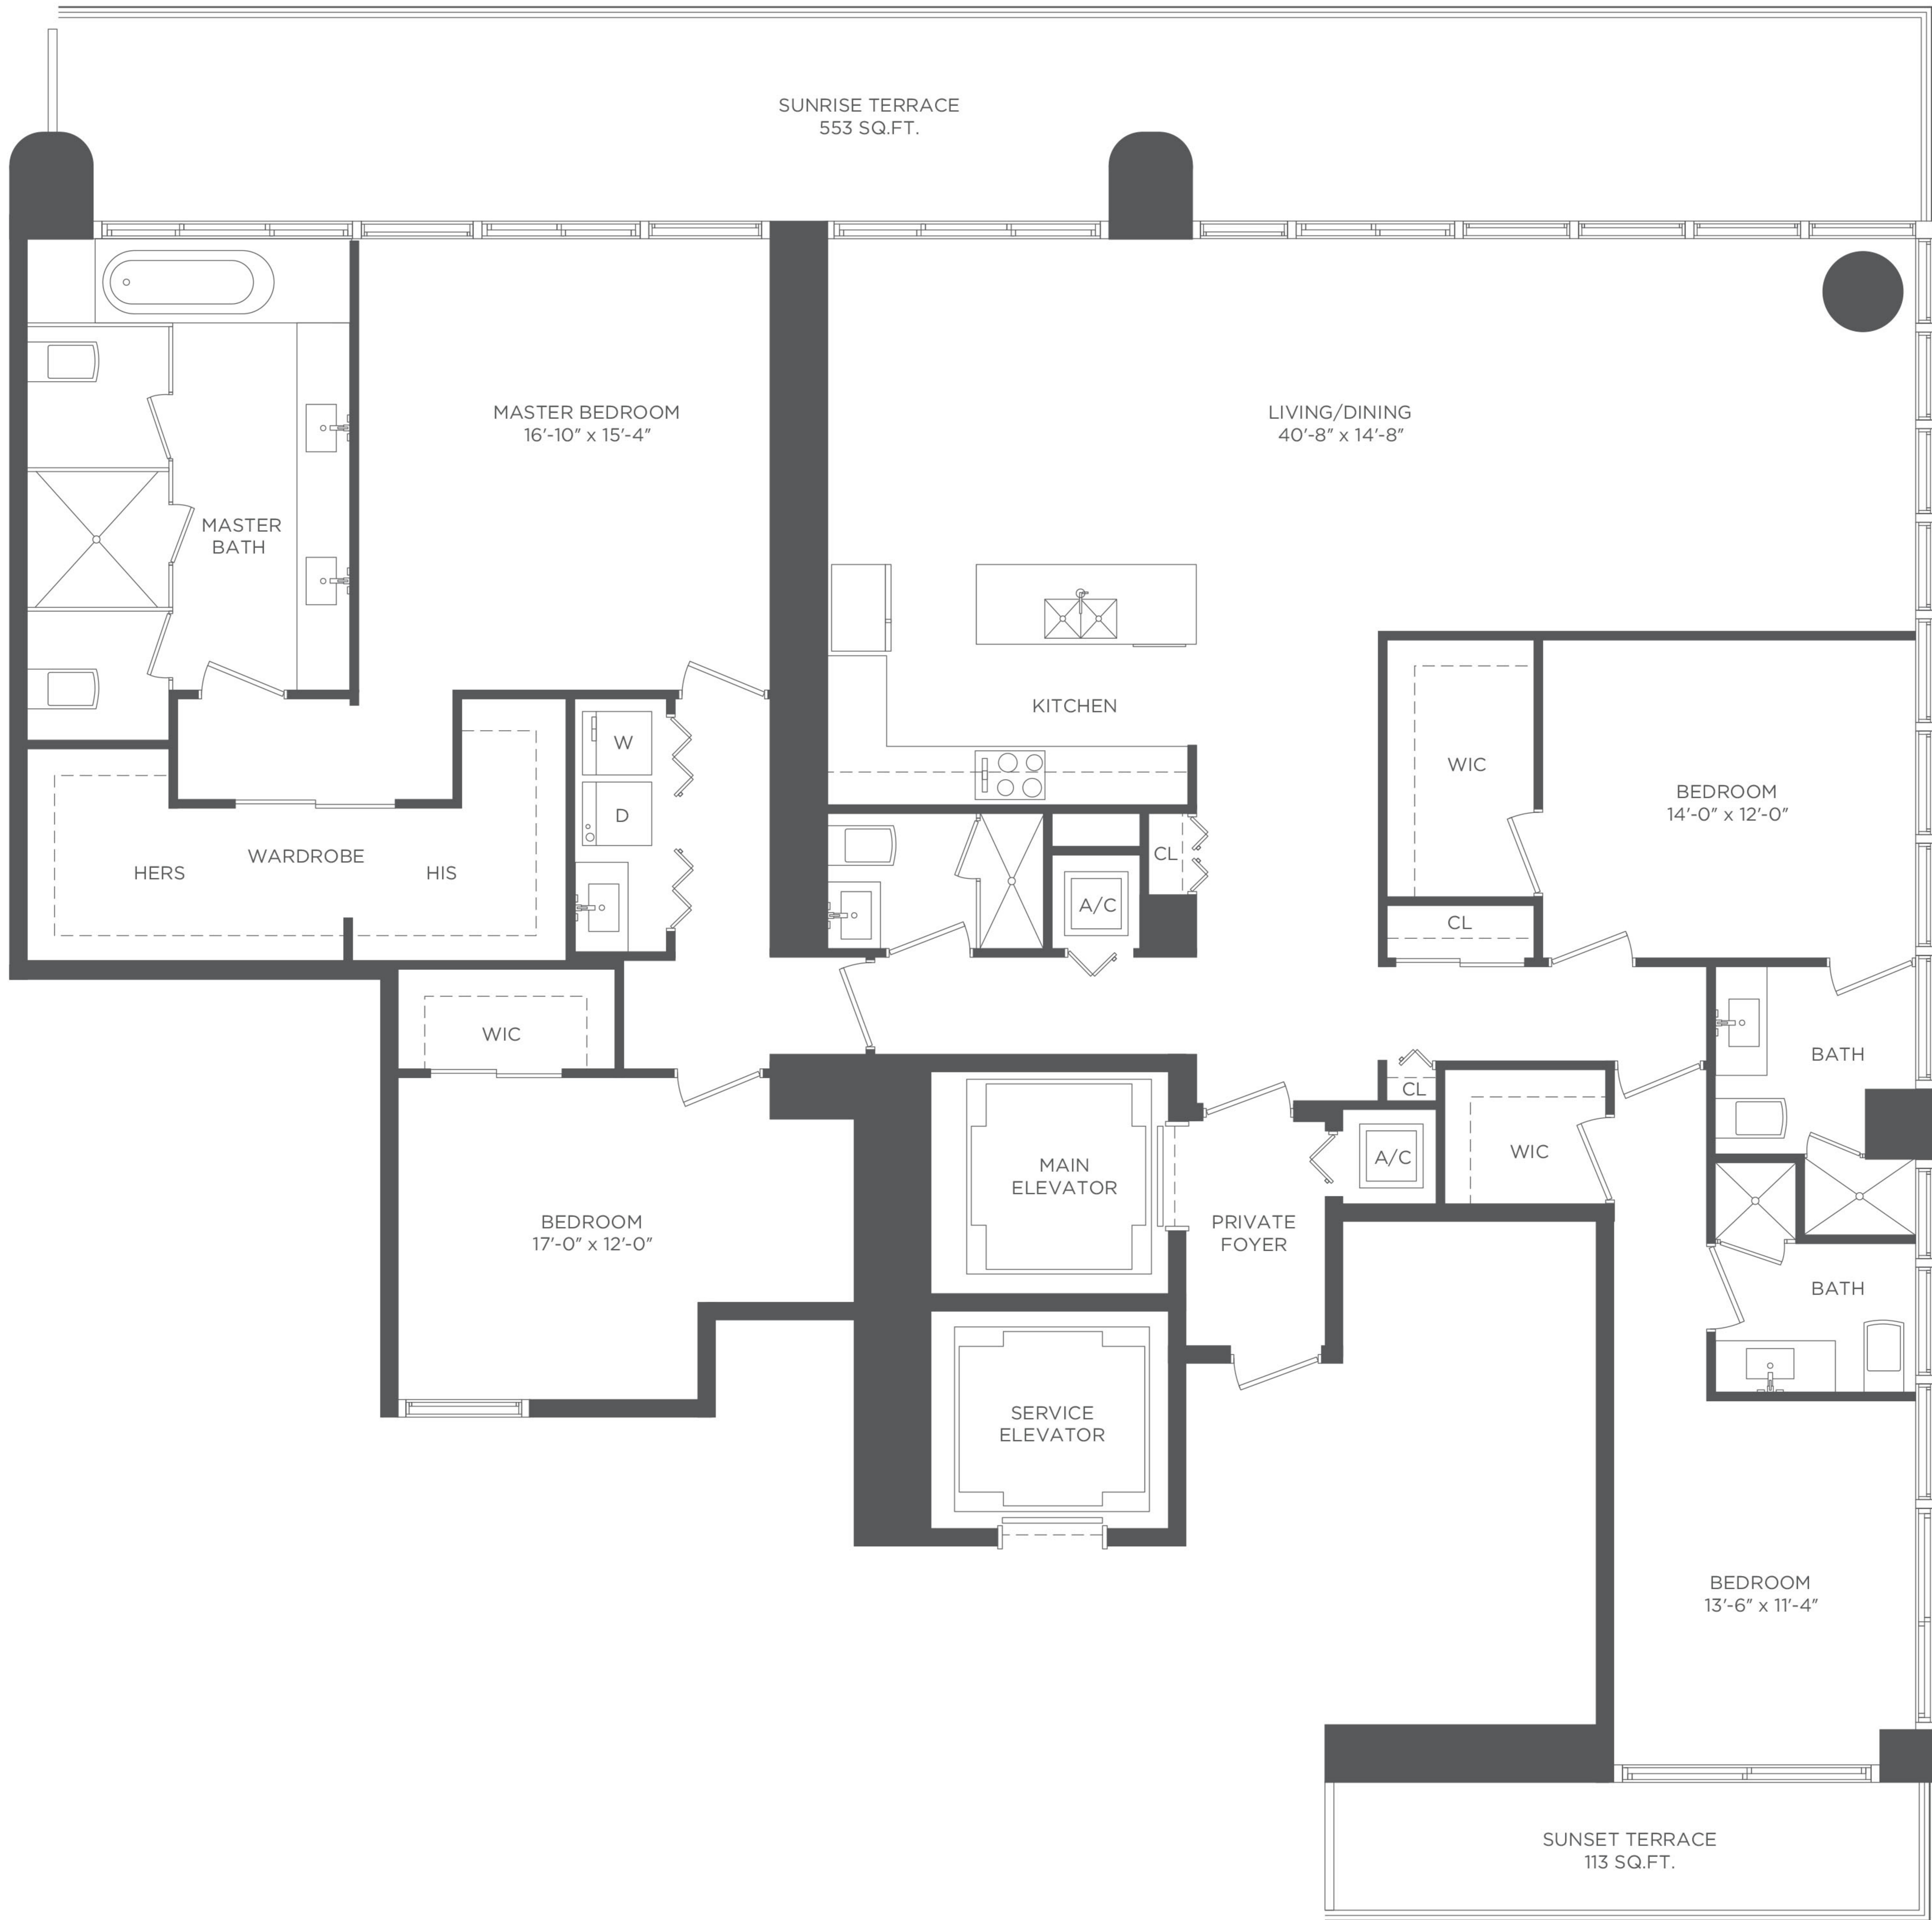 SUNRISE TERRACE
553 SQ.FT.
MASTER BEDROOM
16'-10" x 15'-4"
LIVING/DINING
40'-8" x 14'-8"
MASTER
BATH
KITCHEN
W
WIC
BEDROOM
14'-0" x 12'-0"
D
WARDROBE
HERS
HIS
CL
A/C
CL
WIC
BATH
CL
MAIN
ELEVATOR
A/C
WIC
BEDROOM
17'-0" x 12'-0"
PRIVATE
FOYER
BATH
SERVICE
ELEVATOR
BEDROOM
13'-6" x 11'-4"
SUNSET TERRACE
113 SQ.FT.